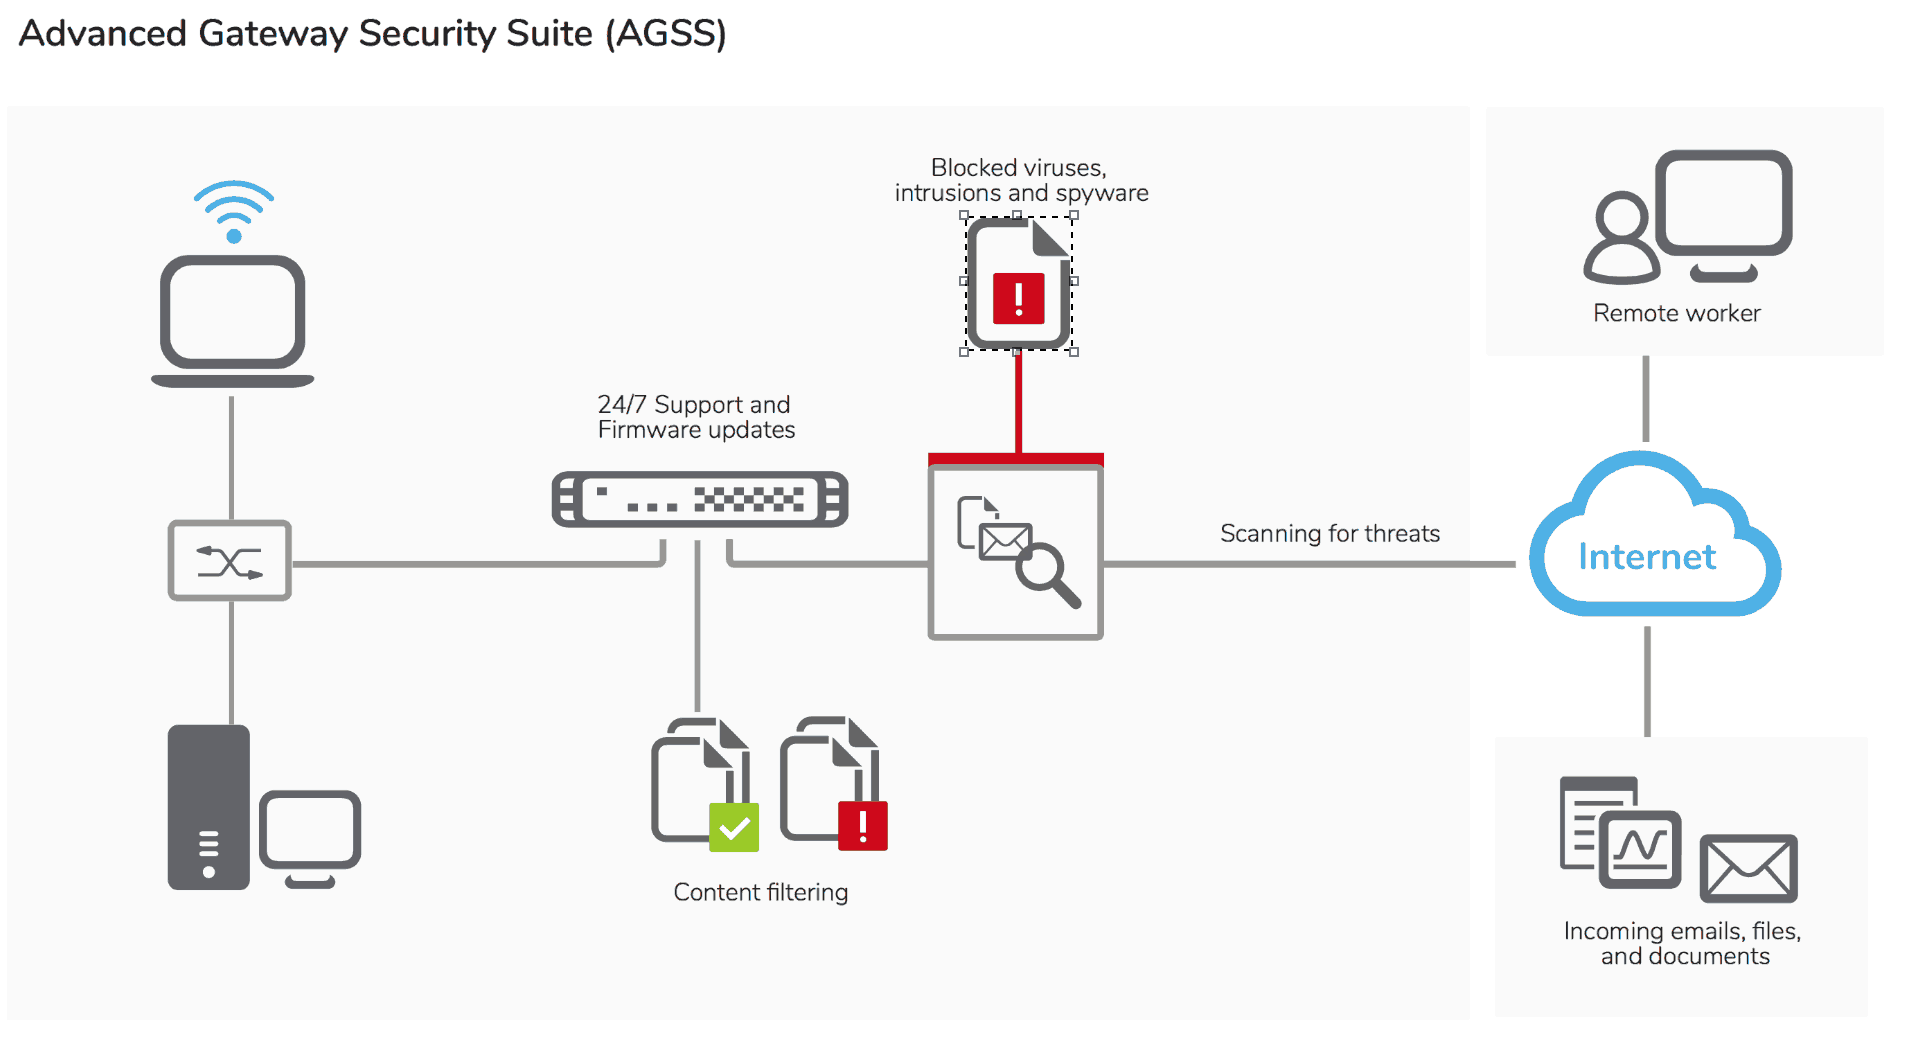 Advanced Gateway Security Suite (AGSS)
Blocked viruses,
intrusions and spyware
Remote worker
24/7 Support and
Firmware updates
Scanning for threats
Internet
Content filtering
Incoming emails, files,
and documents